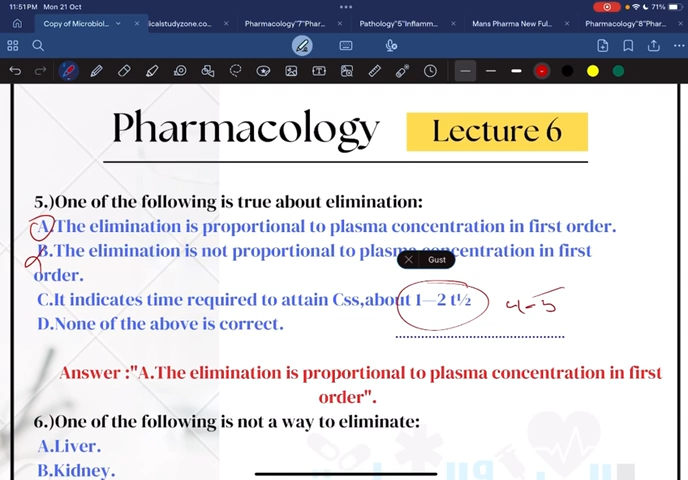 11:51PM Mon 21 Oct
71%
Copy of Microbiol...
icalstudyzone.co...
Pharmacology"7"Phar...
Pathology"5"Inflamm...
Mans Pharma New Ful...
Pharmacology"8"Phar...
Pharmacology Lecture 6
5.)One of the following is true about elimination:
A.The elimination is proportional to plasma concentration in first order.
B.The elimination is not proportional to plasma concentration in first
order.
Gust
C.It indicates time required to attain Css,about 1—2 t½
4-5
D.None of the above is correct.
Answer :"A.The elimination is proportional to plasma concentration in first
order".
6.)One of the following is not a way to eliminate:
A.Liver.
B.Kidney.